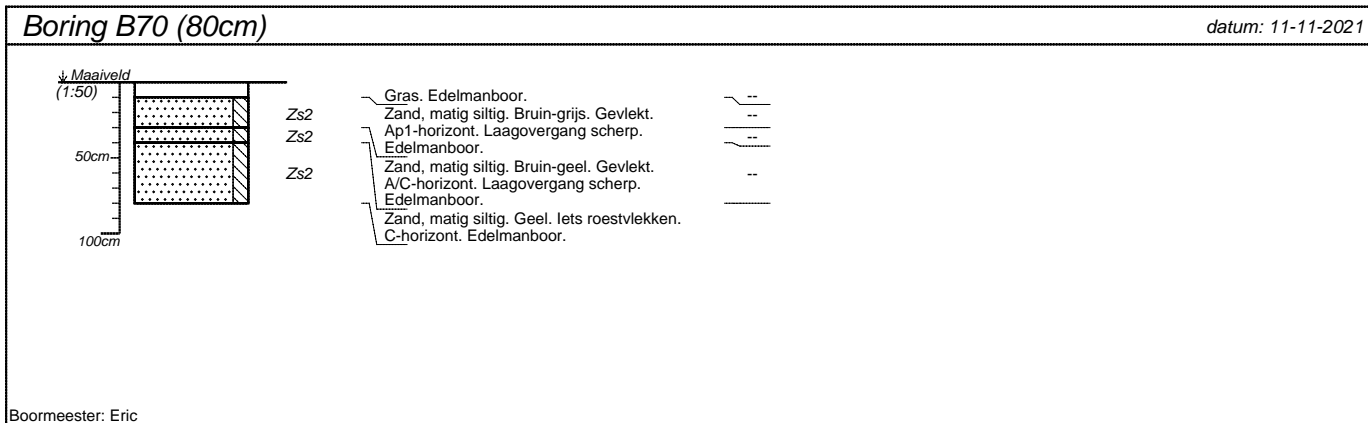 Boring B70 (80cm)
datum: 11-11-2021
Maaiveld
(1:50)
50cm
100cm
Zs2
Zs2
Zs2
Gras. Edelmanboor.
Zand, matig siltig. Bruin-grijs. Gevlekt.
Ap1-horizont. Laagovergang scherp.
Edelmanboor.
Zand, matig siltig. Bruin-geel. Gevlekt.
A/C-horizont. Laagovergang scherp.
Edelmanboor.
Zand, matig siltig. Geel. Iets roestvlekken.
C-horizont. Edelmanboor.
--
--
--
--
Boormeester: Eric